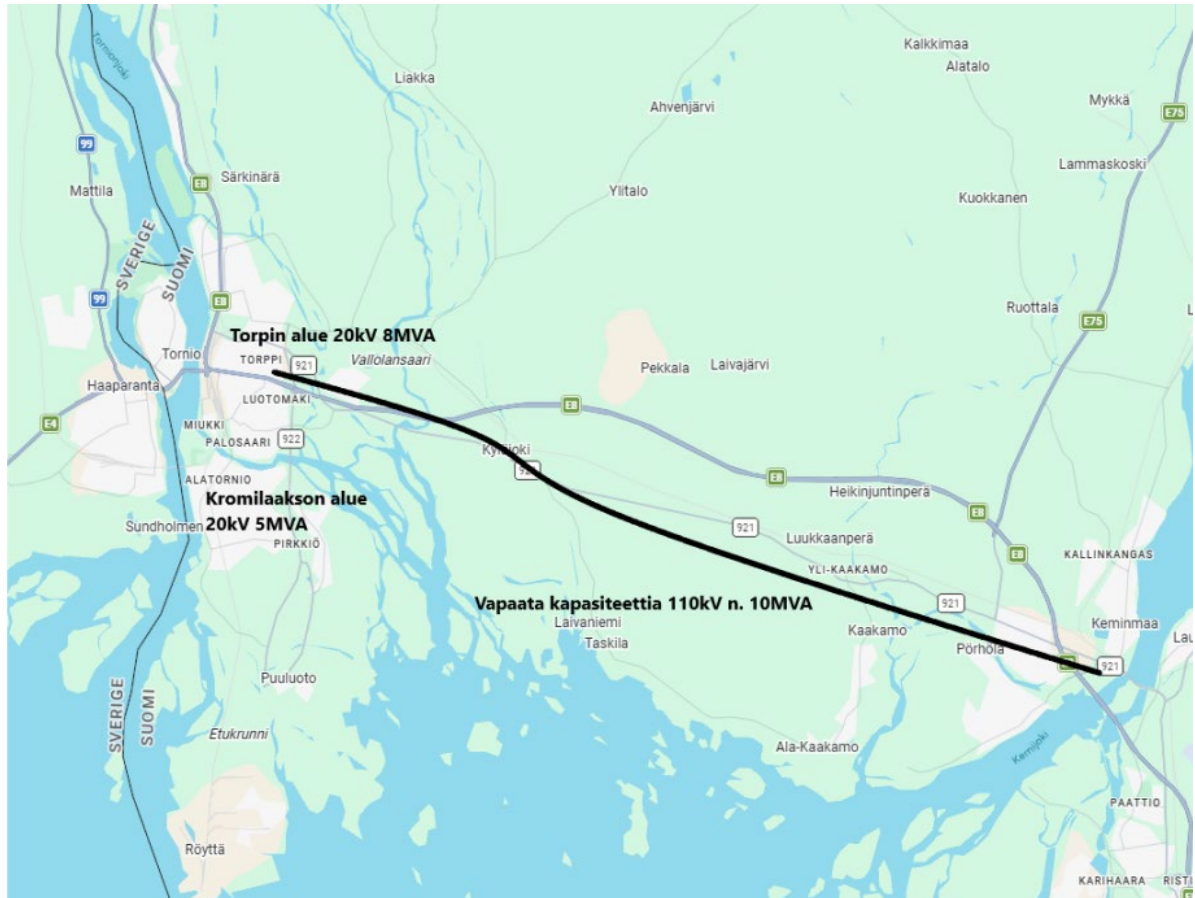 Tornionjoki
Kalkkimaa
Alatalo
Liakka
Mykkä
E75
Ahvenjärvi
99
Lammaskoski
Särkinärä
E8
Mattila
Ylitalo
Kuokkanen
SVERIGE
SUOMI
99
E8
Ruottala
E75
Torpin alue 20kV 8MVA
Tornio
TORPPI
921
Vallolansaari
Pekkala
Laivajärvi
Haaparanta
LUOTOMÄKI
E8
E4
MIUKKI
PALOSAARI
922
Kyläjoki
ALATORNIO
E8
Heikinjuntinperä
Kromilaakson alue
20kV 5MVA
E8
Sundholmen
PIRKKIÖ
921
Luukkaanperä
E8
KALLINKANGAS
YLI-KAAKAMO
Vapaata kapasiteettia 110kV n. 10MVA
921
Laivaniemi
Kaakamo
Keminmaa
Taskila
Pörhölä
921
Lau
Puuluoto
SVERIGE
SUOMI
Etukrunni
Ala-Kaakamo
Kemijoki
PAATTIO
Röyttä
KARIHAARA
RISTI